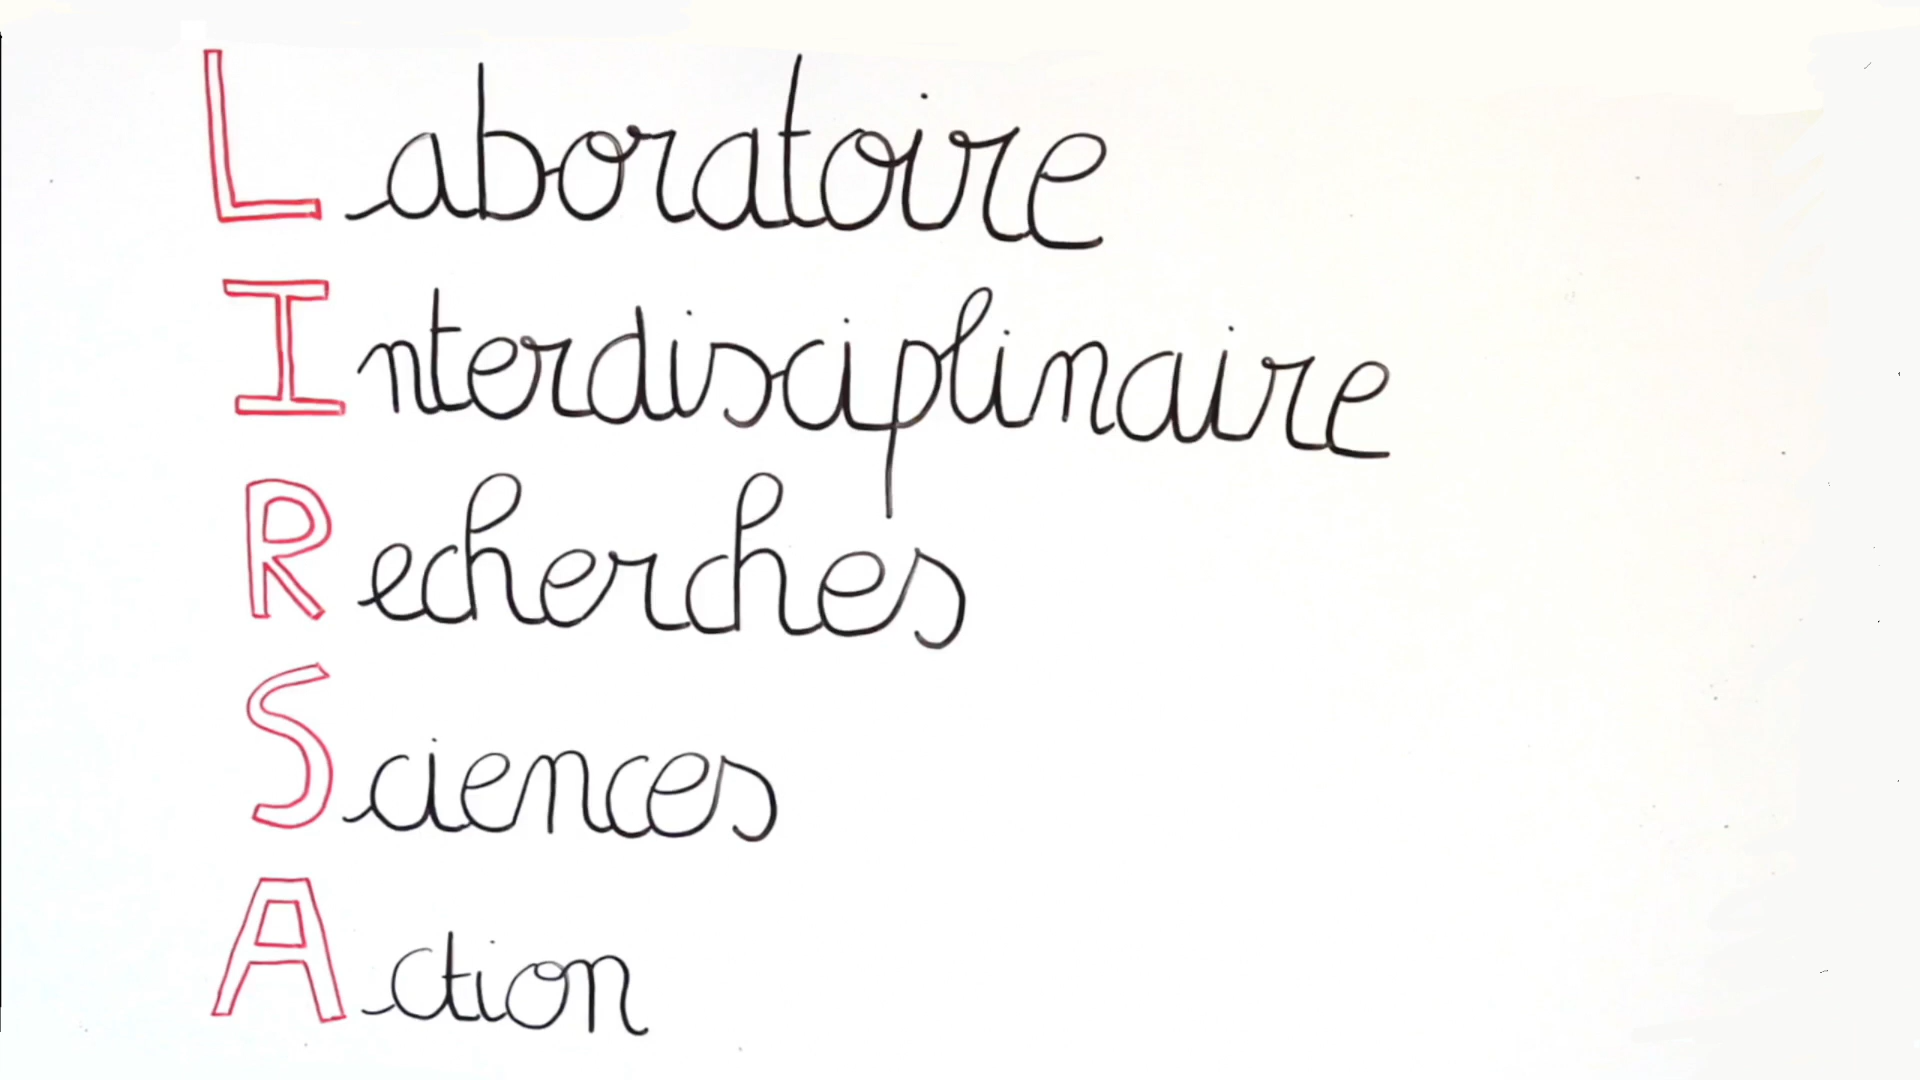 Laboratoire
Interdisciplinaire
Recherches
Sciences
Action